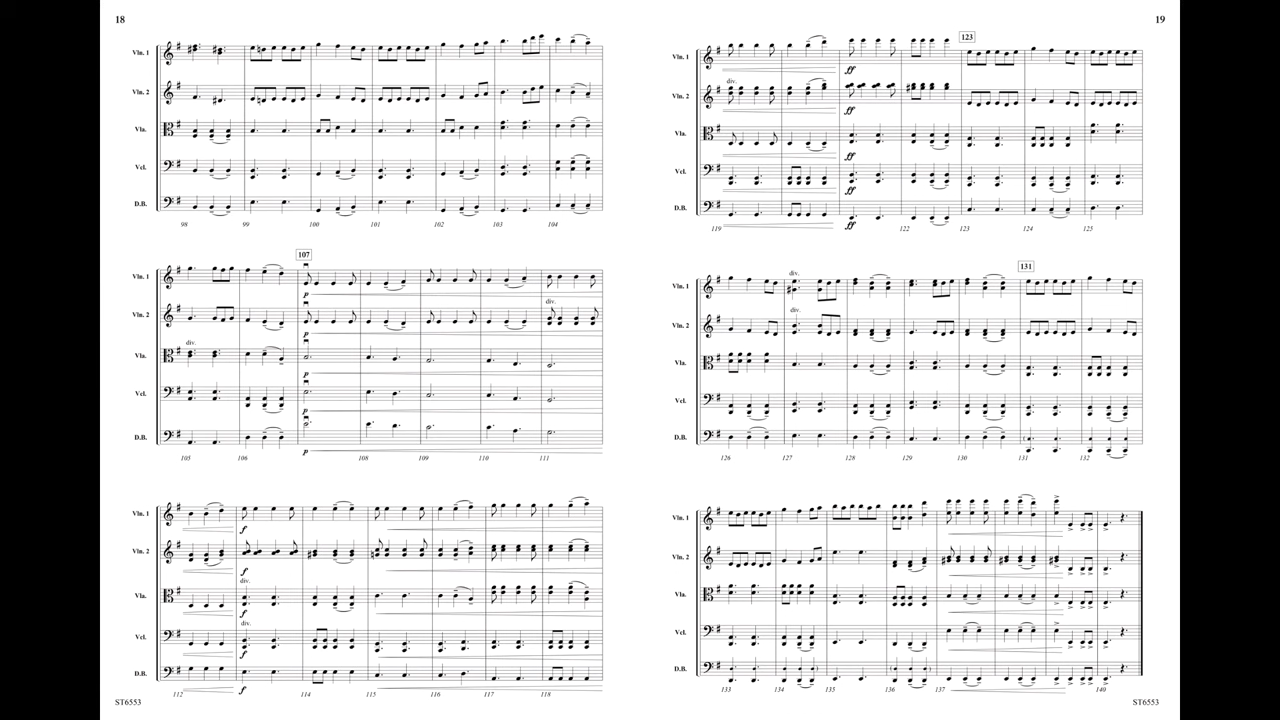 18
Vln. 1
Vln. 2
Vla.
Vcl.
D.B.
98 99 100 101 102 103 104
107
Vln. 1
p
div.
Vln. 2
p
div.
Vla.
p
Vcl.
p
D.B.
p
105 106 108 109 110 111
Vln. 1
f
Vln. 2
f
div.
Vla.
f
div.
Vcl.
f
D.B.
f
112 114 115 116 117 118
ST6553
19
123
Vln. 1
ff
div.
Vln. 2
ff
Vla.
ff
Vcl.
ff
D.B.
ff
119 122 123 124 125
131
div.
Vln. 1
div.
Vln. 2
Vla.
Vcl.
D.B.
126 127 128 129 130 131 132
Vln. 1
Vln. 2
Vla.
Vcl.
D.B.
133 134 135 136 137 140
ST6553